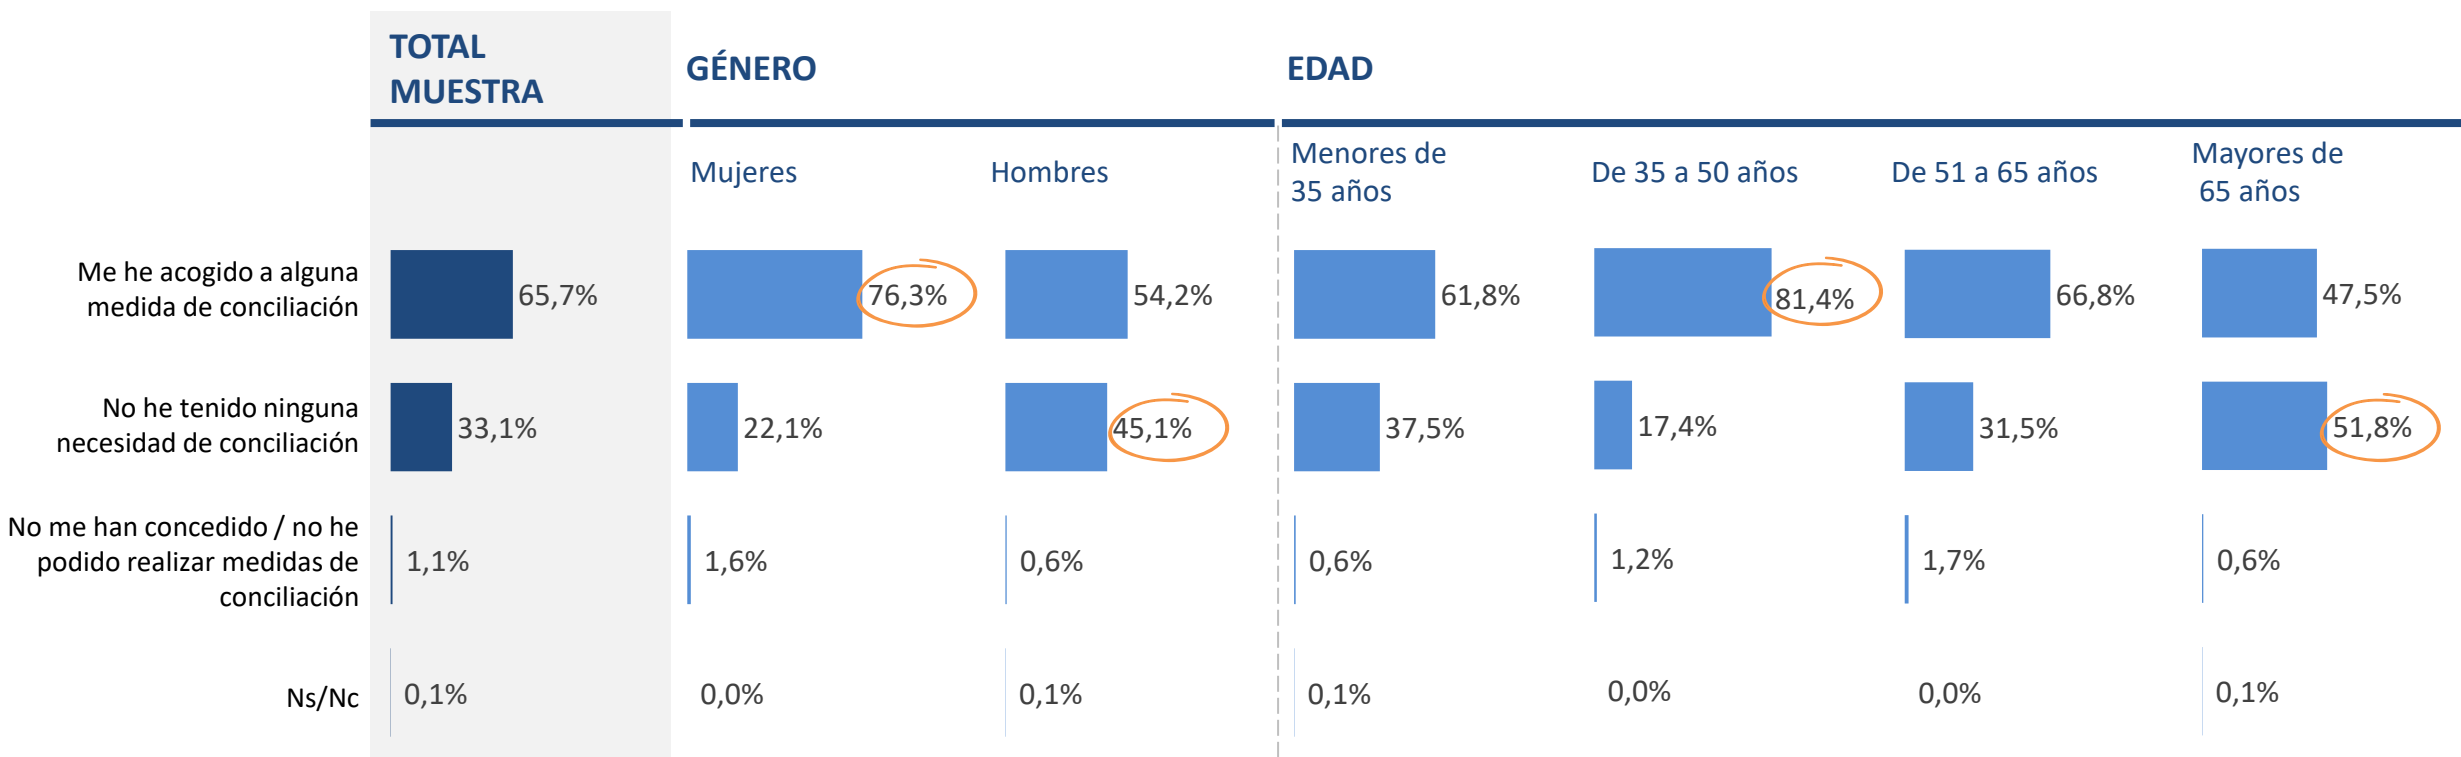 TOTAL
MUESTRA
GÉNERO
EDAD
Mujeres
Hombres
Menores de
35 años
De 35 a 50 años
De 51 a 65 años
Mayores de
65 años
Me he acogido a alguna
medida de conciliación
65,7%
76,3%
54,2%
61,8%
81,4%
66,8%
47,5%
No he tenido ninguna
necesidad de conciliación
33,1%
22,1%
45,1%
37,5%
17,4%
31,5%
51,8%
No me han concedido / no he
podido realizar medidas de
conciliación
1,1%
1,6%
0,6%
0,6%
1,2%
1,7%
0,6%
Ns/Nc
0,1%
0,0%
0,1%
0,1%
0,0%
0,0%
0,1%